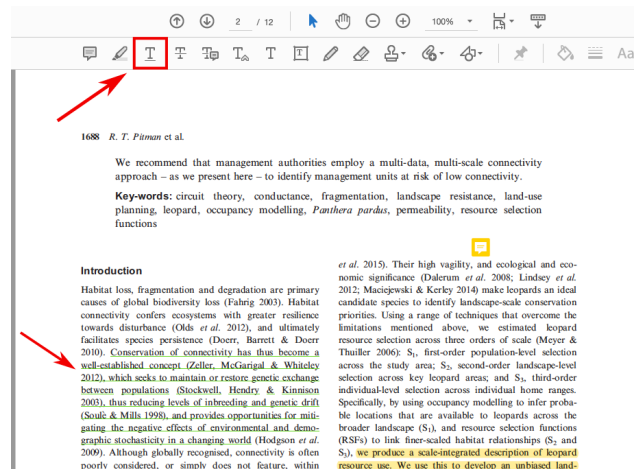 2 / 12 100%
Aa
1688 R. T. Pitman et al.
We recommend that management authorities employ a multi-data, multi-scale connectivity
approach – as we present here – to identify management units at risk of low connectivity.
Key-words: circuit theory, conductance, fragmentation, landscape resistance, land-use
planning, leopard, occupancy modelling, Panthera pardus, permeability, resource selection
functions
Introduction
Habitat loss, fragmentation and degradation are primary
causes of global biodiversity loss (Fahrig 2003). Habitat
connectivity confers ecosystems with greater resilience
towards disturbance (Olds et al. 2012), and ultimately
facilitates species persistence (Doerr, Barrett & Doerr
2010). Conservation of connectivity has thus become a
well-established concept (Zeller, McGarigal & Whiteley
2012), which seeks to maintain or restore genetic exchange
between populations (Stockwell, Hendry & Kinnison
2003), thus reducing levels of inbreeding and genetic drift
(Soulè & Mills 1998), and provides opportunities for miti-
gating the negative effects of environmental and demo-
graphic stochasticity in a changing world (Hodgson et al.
2009). Although globally recognised, connectivity is often
poorly considered, or simply does not feature, within
et al. 2015). Their high vagility, and ecological and eco-
nomic significance (Dalerum et al. 2008; Lindsey et al.
2012; Maciejewski & Kerley 2014) make leopards an ideal
candidate species to identify landscape-scale conservation
priorities. Using a range of techniques that overcome the
limitations mentioned above, we estimated leopard
resource selection across three orders of scale (Meyer &
Thuiller 2006): S₁, first-order population-level selection
across the study area; S₂, second-order landscape-level
selection across key leopard areas; and S₃, third-order
individual-level selection across individual home ranges.
Specifically, by using occupancy modelling to infer proba-
ble locations that are available to leopards across the
broader landscape (S₁), and resource selection functions
(RSFs) to link finer-scaled habitat relationships (S₂ and
S₃), we produce a scale-integrated description of leopard
resource use. We use this to develop an unbiased land-